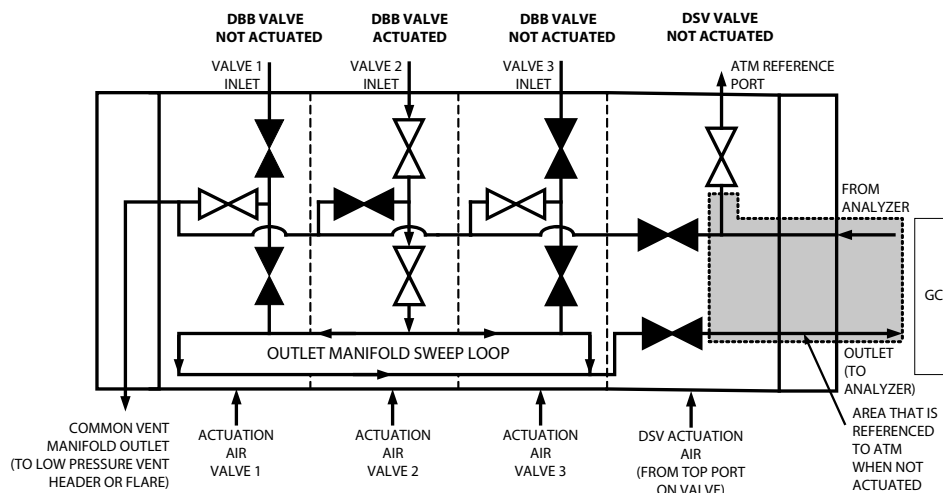 DBB VALVE
NOT ACTUATED
DBB VALVE
ACTUATED
DBB VALVE
NOT ACTUATED
DSV VALVE
NOT ACTUATED
VALVE 1
INLET
VALVE 2
INLET
VALVE 3
INLET
ATM REFERENCE
PORT
FROM
ANALYZER
GC
OUTLET MANIFOLD SWEEP LOOP
OUTLET
(TO
ANALYZER)
COMMON VENT
MANIFOLD OUTLET
(TO LOW PRESSURE VENT
HEADER OR FLARE)
ACTUATION
AIR
VALVE 1
ACTUATION
AIR
VALVE 2
ACTUATION
AIR
VALVE 3
DSV ACTUATION
AIR
(FROM TOP PORT
ON VALVE)
AREA THAT IS
REFERENCED
TO ATM
WHEN NOT
ACTUATED